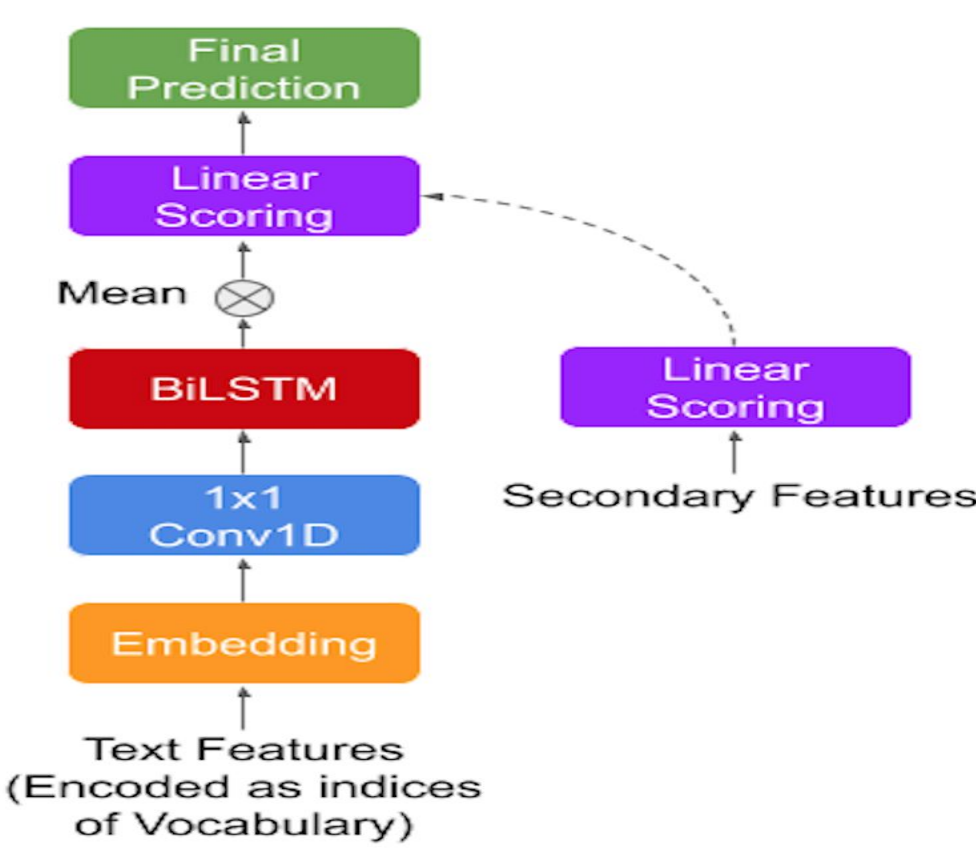 Final
Prediction
Linear
Scoring
Mean
BiLSTM
Linear
Scoring
1x1
Conv1D
Secondary Features
Embedding
Text Features
(Encoded as indices
of Vocabulary)